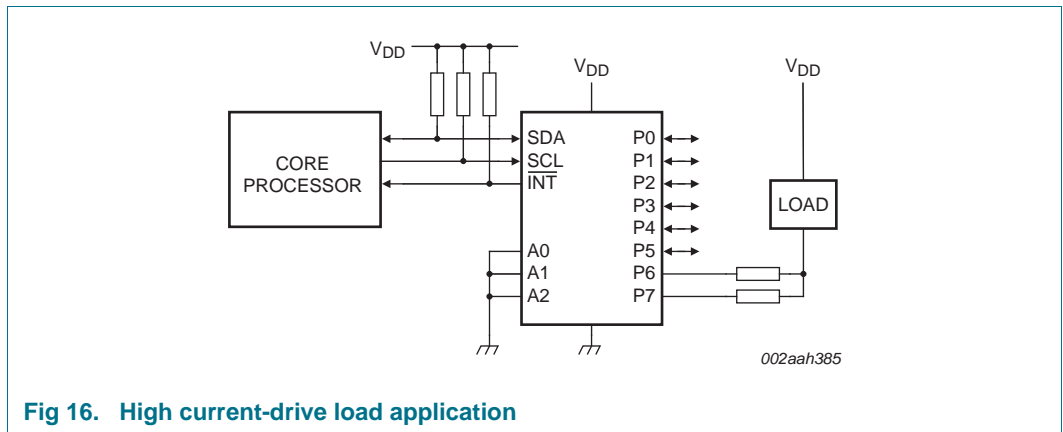 VDD
VDD
VDD
CORE
PROCESSOR
SDA
SCL
INT
A0
A1
A2
P0
P1
P2
P3
P4
P5
P6
P7
LOAD
002aah385
Fig 16. High current-drive load application